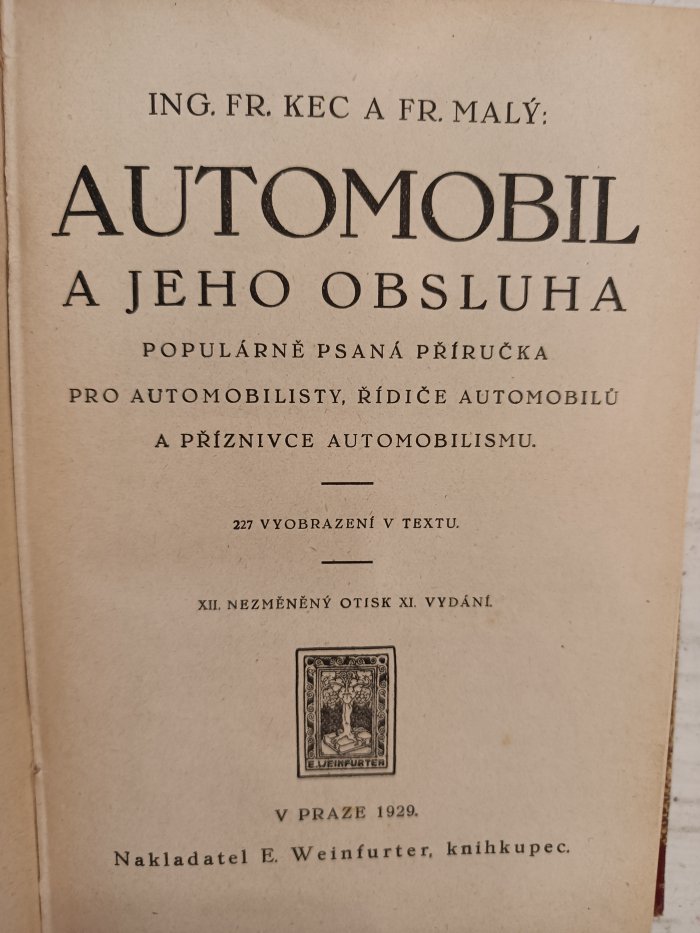 ING. FR. KEC A FR. MALÝ:
AUTOMOBIL
A JEHO OBSLUHA
POPULÁRNĚ PSANÁ PŘÍRUČKA
PRO AUTOMOBILISTY, ŘÍDIČE AUTOMOBILŮ
A PŘÍZNIVCE AUTOMOBILISMU.
227 VYOBRAZENÍ V TEXTU.
XII. NEZMĚNĚNÝ OTISK XI. VYDÁNÍ.
E. WEINFURTER
V PRAZE 1929.
Nakladatel E. Weinfurter, knihkupec.